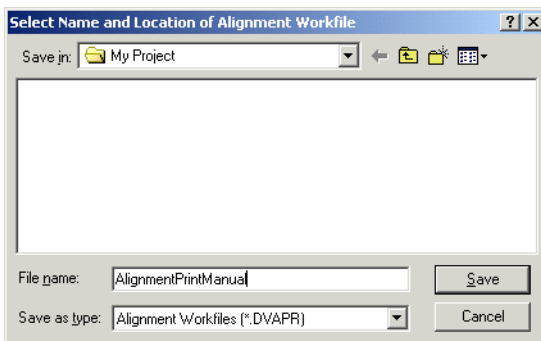 Select Name and Location of Alignment Workfile
Save in: My Project
File name: AlignmentPrintManual Save
Save as type: Alignment Workfiles (*.DVAPR) Cancel